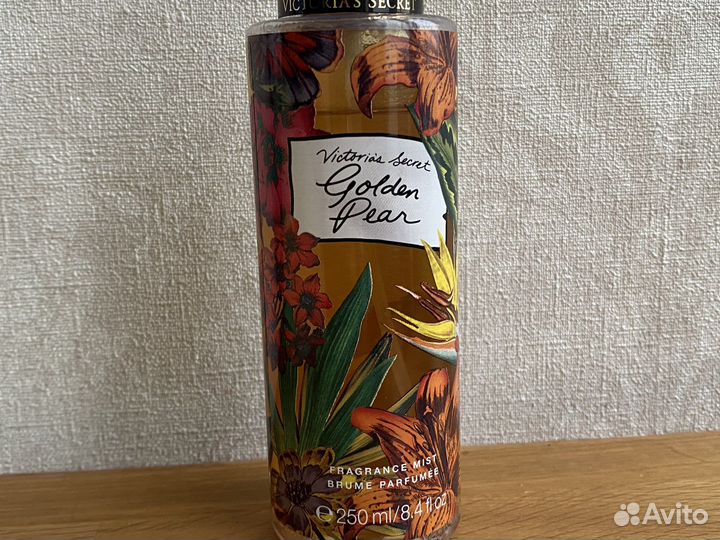 VICTORIA'S SECRET
Victoria's Secret
Golden
Pear
FRAGRANCE MIST
BRUME PARFUMÉE
℮ 250 ml/8.4 fl oz
Avito